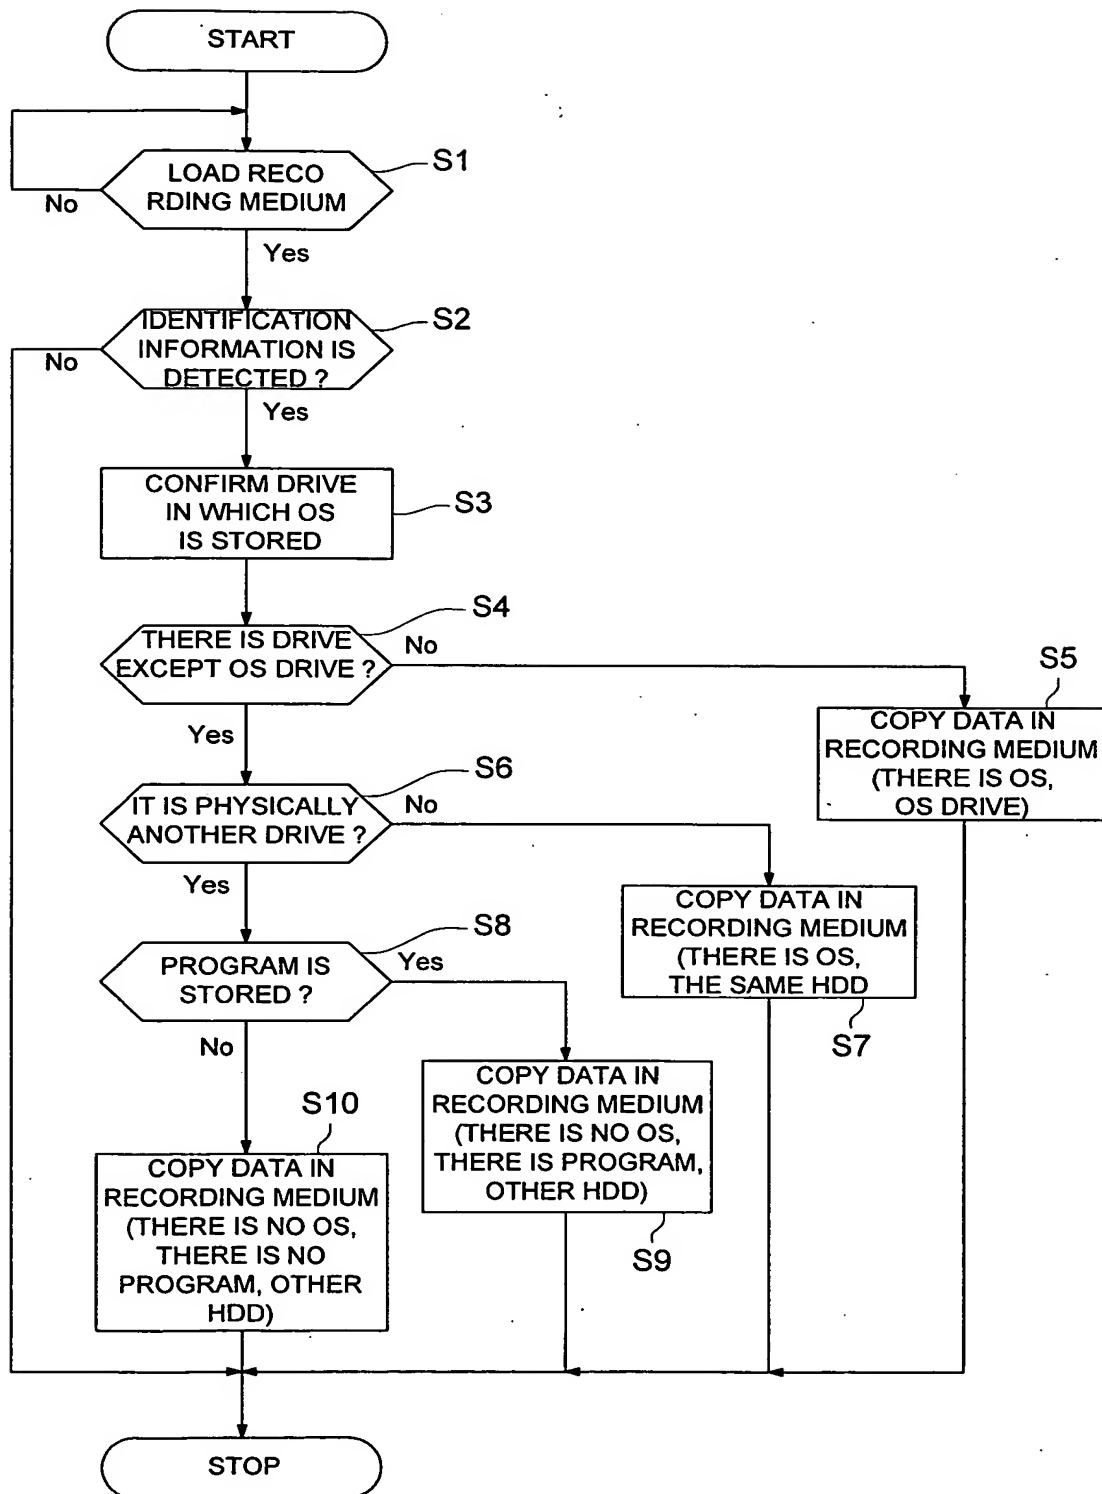 START
LOAD RECO
RDING MEDIUM
S1
No
Yes
IDENTIFICATION
INFORMATION IS
DETECTED ?
S2
No
Yes
CONFIRM DRIVE
IN WHICH OS
IS STORED
S3
THERE IS DRIVE
EXCEPT OS DRIVE ?
S4
No
Yes
S5
COPY DATA IN
RECORDING MEDIUM
(THERE IS OS,
OS DRIVE)
IT IS PHYSICALLY
ANOTHER DRIVE ?
S6
No
Yes
COPY DATA IN
RECORDING MEDIUM
(THERE IS OS,
THE SAME HDD
S7
PROGRAM IS
STORED ?
S8
Yes
No
COPY DATA IN
RECORDING MEDIUM
(THERE IS NO OS,
THERE IS PROGRAM,
OTHER HDD)
S9
S10
COPY DATA IN
RECORDING MEDIUM
(THERE IS NO OS,
THERE IS NO
PROGRAM, OTHER
HDD)
STOP